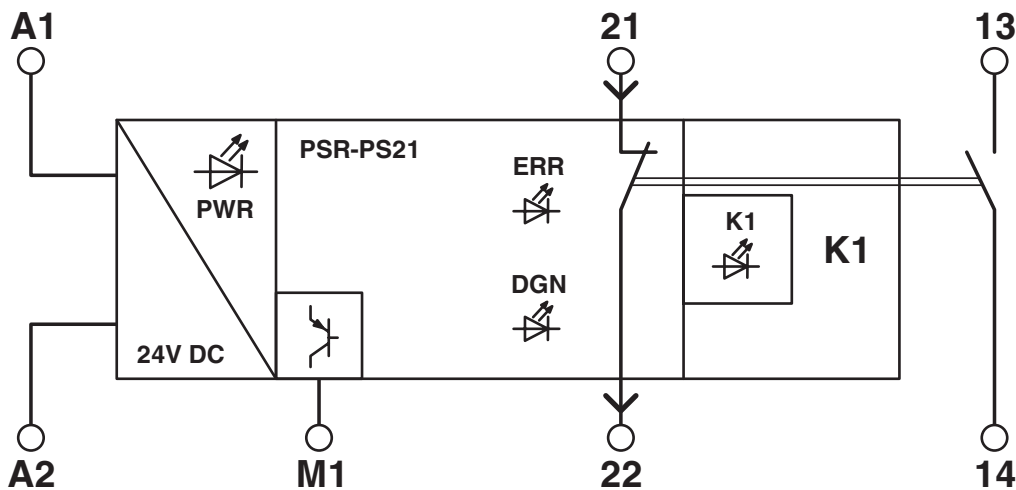 A1
21
13
PSR-PS21
ERR
PWR
K1
K1
DGN
24V DC
A2
M1
22
14